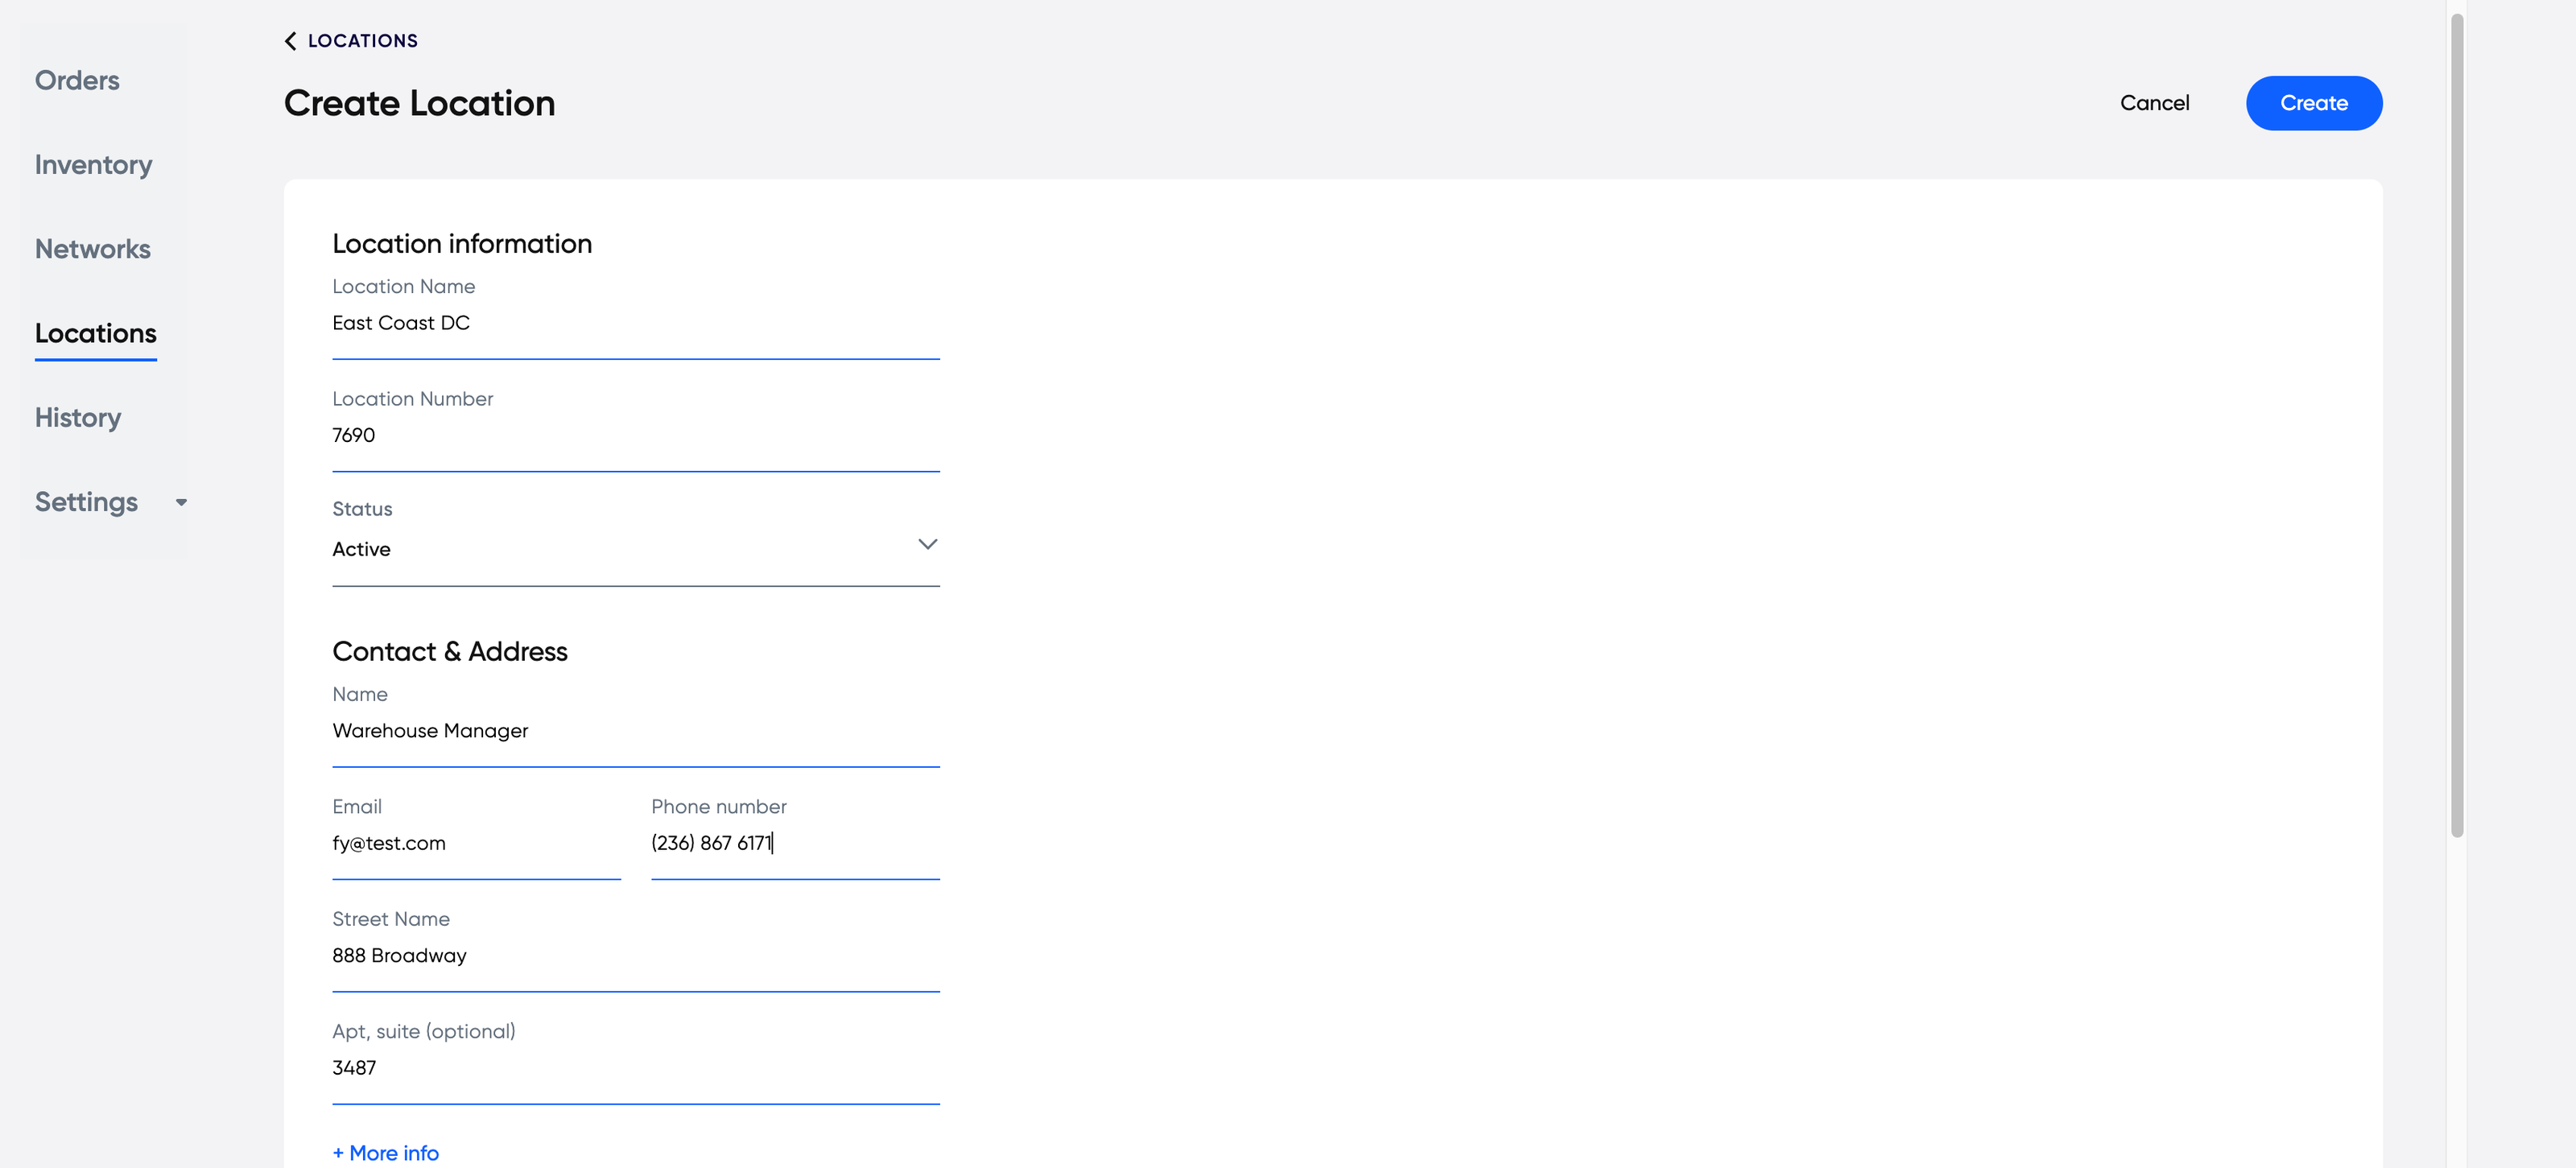 Orders
Inventory
Networks
Locations
History
Settings
LOCATIONS
Create Location
Cancel
Create
Location information
Location Name
East Coast DC
Location Number
7690
Status
Active
Contact & Address
Name
Warehouse Manager
Email
Phone number
fy@test.com
(236) 867 6171
Street Name
888 Broadway
Apt, suite (optional)
3487
+ More info